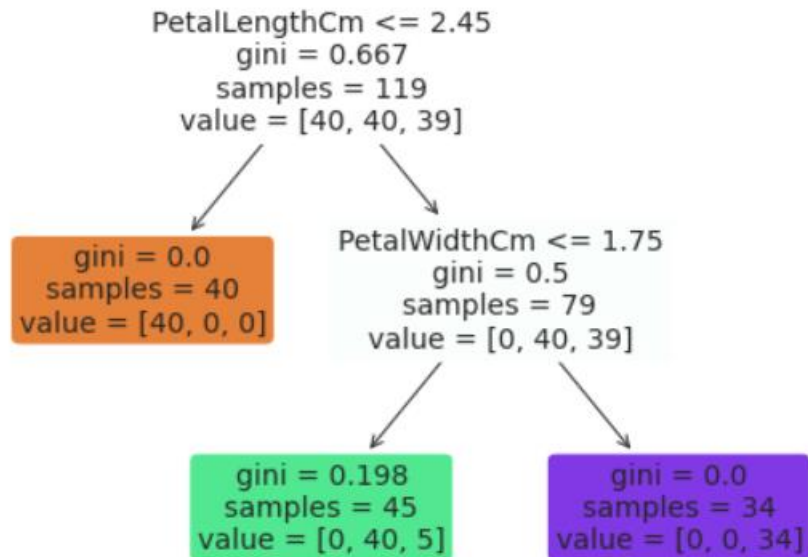 PetalLengthCm <= 2.45
gini = 0.667
samples = 119
value = [40, 40, 39]
gini = 0.0
samples = 40
value = [40, 0, 0]
PetalWidthCm <= 1.75
gini = 0.5
samples = 79
value = [0, 40, 39]
gini = 0.198
samples = 45
value = [0, 40, 5]
gini = 0.0
samples = 34
value = [0, 0, 34]